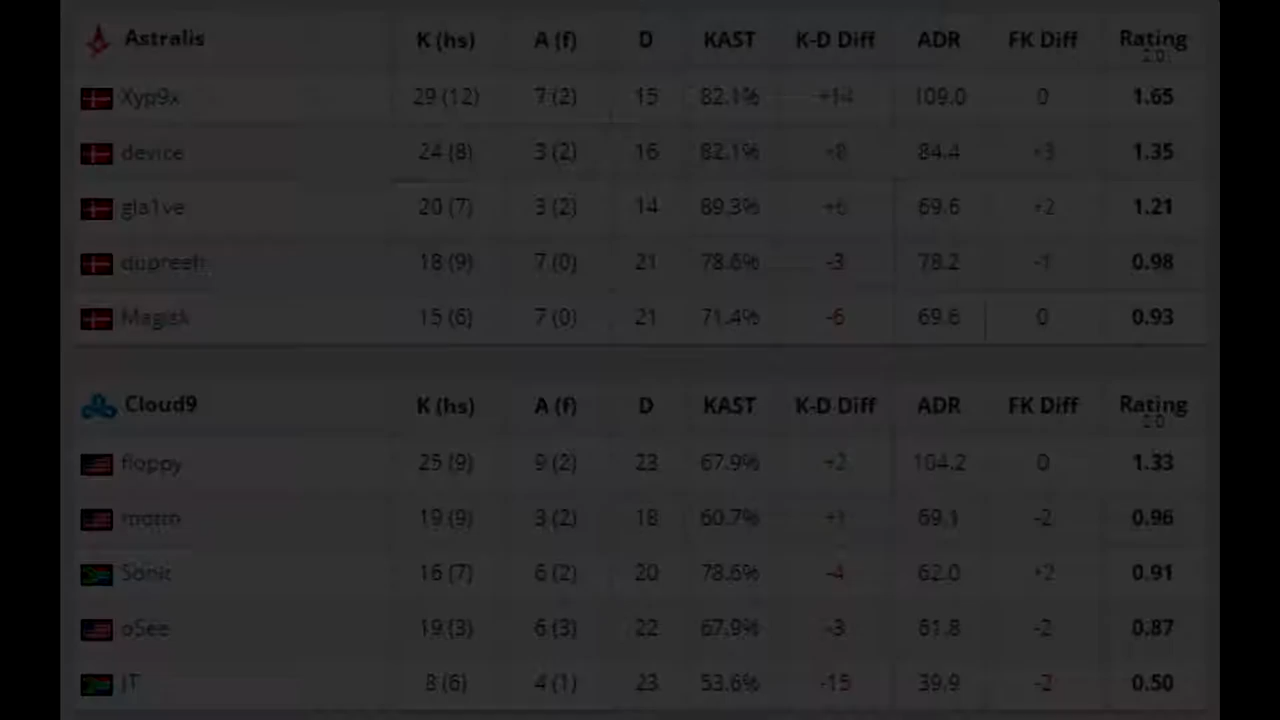 Astralis K (hs) A (f) D KAST K-D Diff ADR FK Diff Rating 2.0
Xyp9x 29 (12) 7 (2) 15 82.1% +14 109.0 0 1.65
device 24 (8) 3 (2) 16 82.1% +8 84.4 +3 1.35
gla1ve 20 (7) 3 (2) 14 89.3% +6 69.6 +2 1.21
dupreeh 18 (9) 7 (0) 21 78.6% -3 78.2 -1 0.98
Magisk 15 (6) 7 (0) 21 71.4% -6 69.6 0 0.93
Cloud9 K (hs) A (f) D KAST K-D Diff ADR FK Diff Rating 2.0
floppy 25 (9) 9 (2) 23 67.9% +2 104.2 0 1.33
19 (9) 3 (2) 18 60.7% +1 69.1 -2 0.96
Sonic 16 (7) 6 (2) 20 78.6% -4 62.0 +2 0.91
oSee 19 (3) 6 (3) 22 67.9% -3 61.8 -2 0.87
JT 8 (6) 4 (1) 23 53.6% -15 39.9 -2 0.50